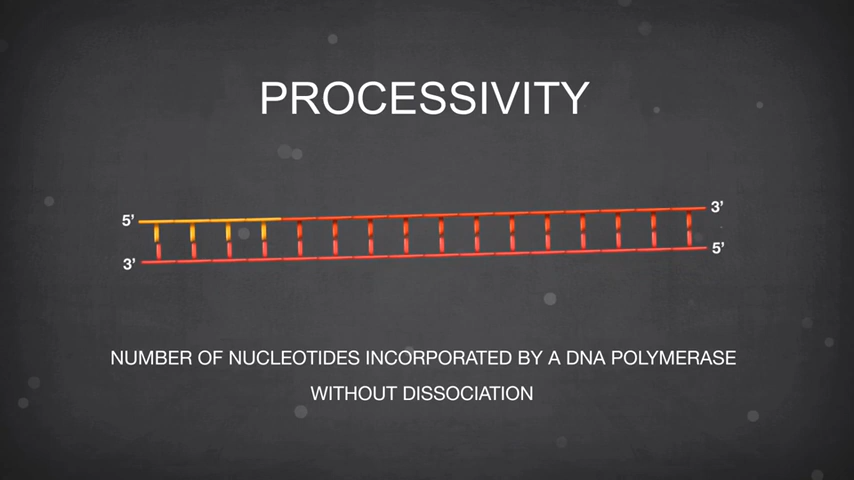 PROCESSIVITY
5’ 3’
3’ 5’
NUMBER OF NUCLEOTIDES INCORPORATED BY A DNA POLYMERASE
WITHOUT DISSOCIATION